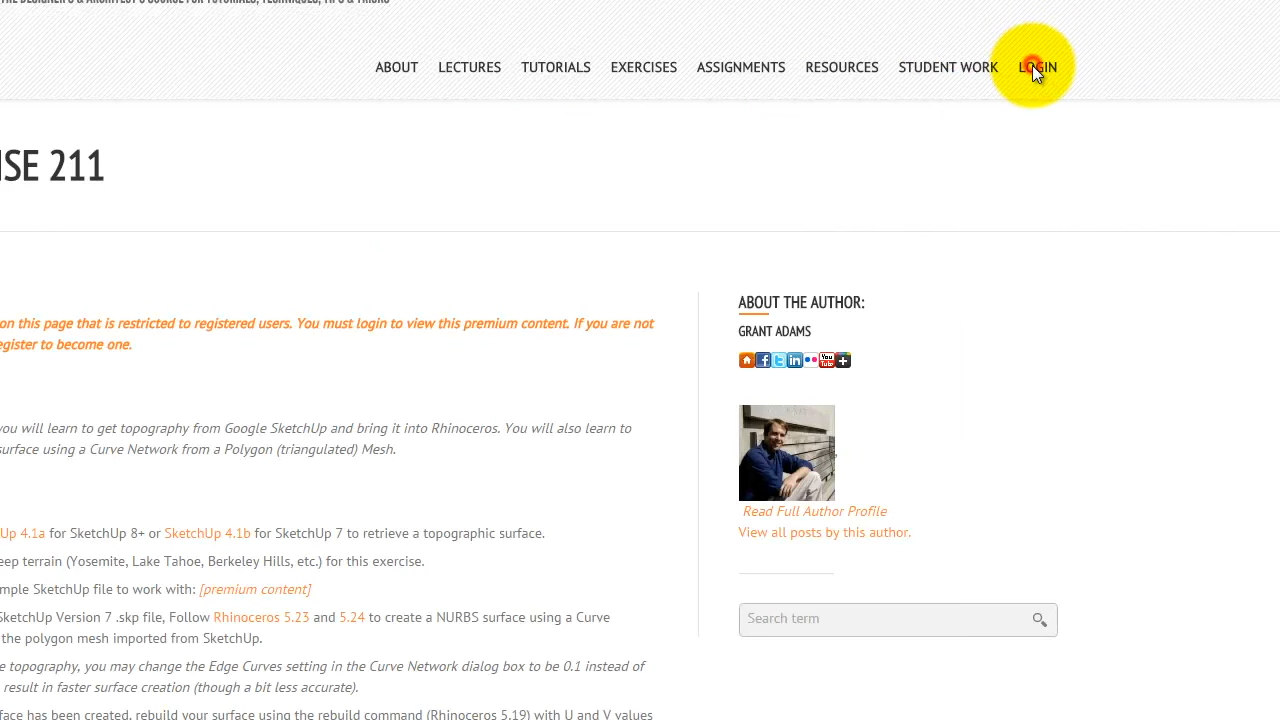 THE DESIGNER'S & ARCHITECT'S SOURCE FOR TUTORIALS, TECHNIQUES, TIPS & TRICKS
ABOUT LECTURES TUTORIALS EXERCISES ASSIGNMENTS RESOURCES STUDENT WORK LOGIN
ISE 211
on this page that is restricted to registered users. You must login to view this premium content. If you are not
egister to become one.
you will learn to get topography from Google SketchUp and bring it into Rhinoceros. You will also learn to
surface using a Curve Network from a Polygon (triangulated) Mesh.
Up 4.1a for SketchUp 8+ or SketchUp 4.1b for SketchUp 7 to retrieve a topographic surface.
eep terrain (Yosemite, Lake Tahoe, Berkeley Hills, etc.) for this exercise.
mple SketchUp file to work with: [premium content]
SketchUp Version 7 .skp file, Follow Rhinoceros 5.23 and 5.24 to create a NURBS surface using a Curve
the polygon mesh imported from SketchUp.
e topography, you may change the Edge Curves setting in the Curve Network dialog box to be 0.1 instead of
result in faster surface creation (though a bit less accurate).
face has been created, rebuild your surface using the rebuild command (Rhinoceros 5.19) with U and V values
ABOUT THE AUTHOR:
GRANT ADAMS
Read Full Author Profile
View all posts by this author.
Search term